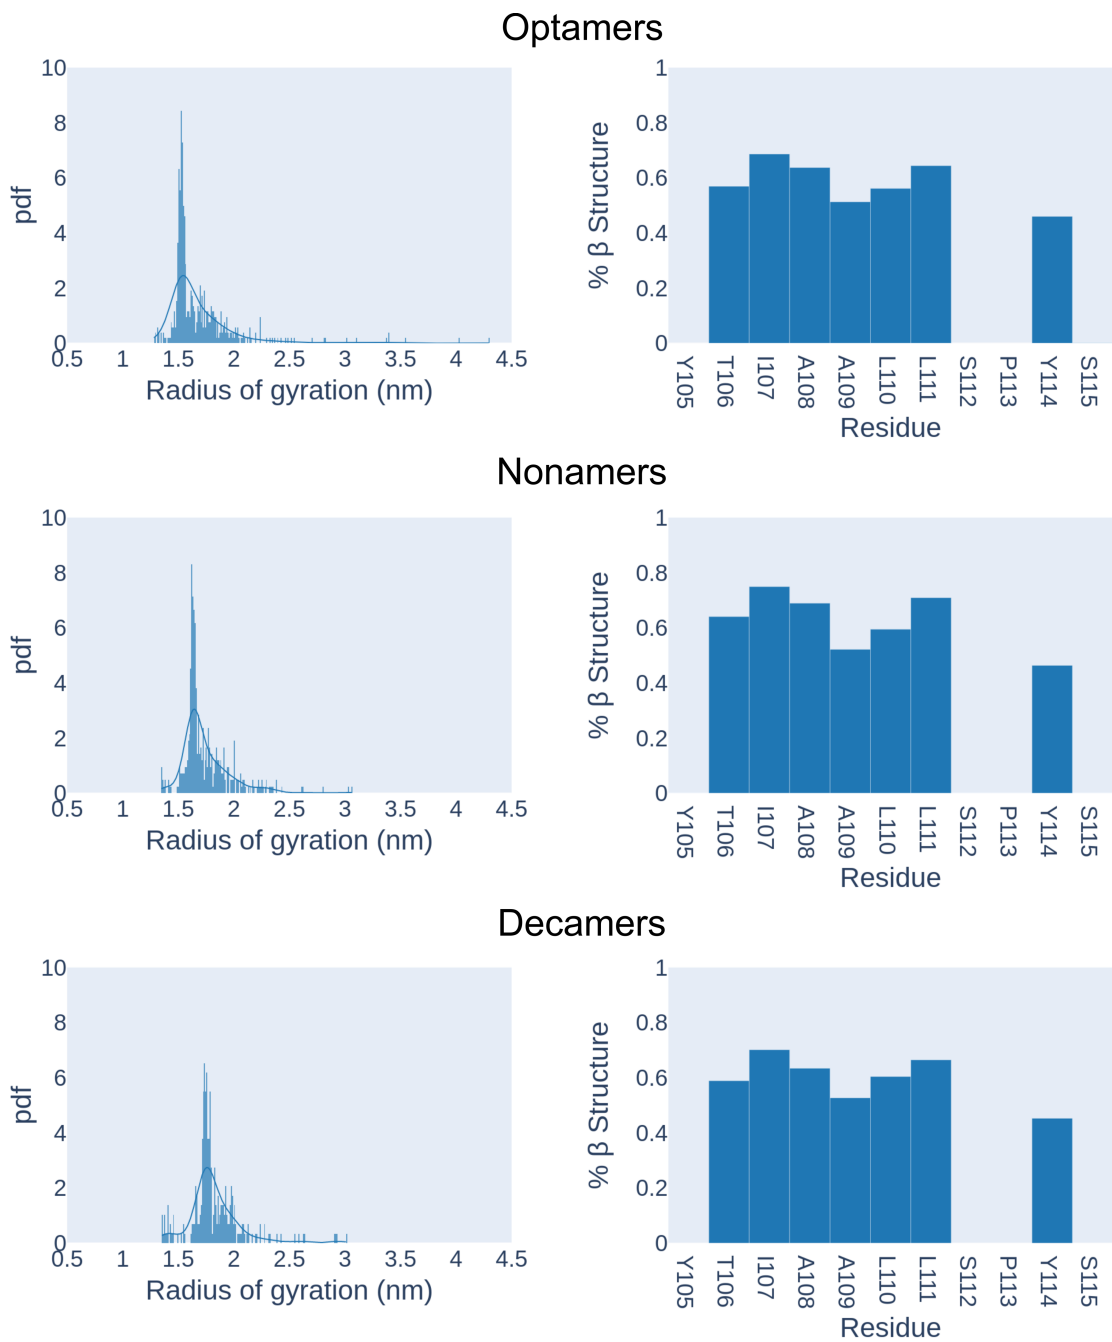 Optamers
10
8
6
4
2
0
pdf
0.5 1 1.5 2 2.5 3 3.5 4 4.5
Radius of gyration (nm)
1
0.8
0.6
0.4
0.2
0
% β Structure
Y105 T106 I107 A108 A109 L110 L111 S112 P113 Y114 S115
Residue
Nonamers
10
8
6
4
2
0
pdf
0.5 1 1.5 2 2.5 3 3.5 4 4.5
Radius of gyration (nm)
1
0.8
0.6
0.4
0.2
0
% β Structure
Y105 T106 I107 A108 A109 L110 L111 S112 P113 Y114 S115
Residue
Decamers
10
8
6
4
2
0
pdf
0.5 1 1.5 2 2.5 3 3.5 4 4.5
Radius of gyration (nm)
1
0.8
0.6
0.4
0.2
0
% β Structure
Y105 T106 I107 A108 A109 L110 L111 S112 P113 Y114 S115
Residue